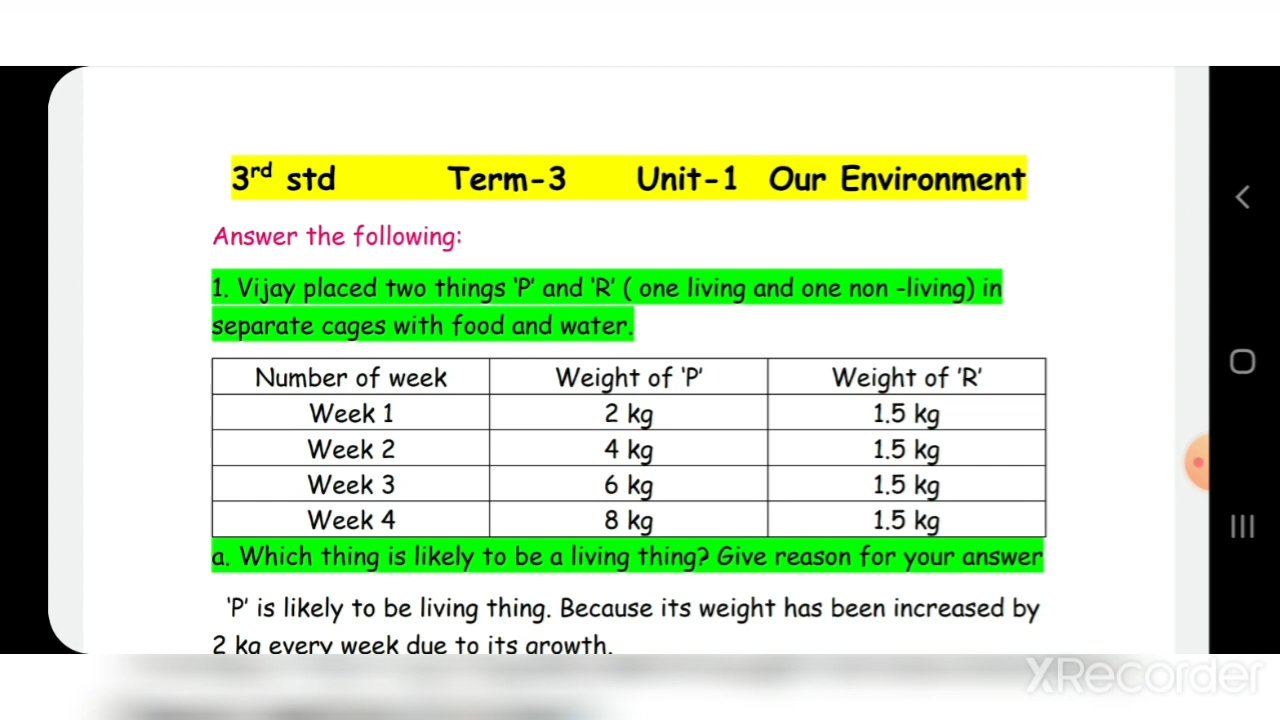 3rd std Term-3 Unit-1 Our Environment
Answer the following:
1. Vijay placed two things ‘P’ and ‘R’ ( one living and one non -living) in
separate cages with food and water.
Number of week Weight of ‘P’ Weight of ‘R’
Week 1 2 kg 1.5 kg
Week 2 4 kg 1.5 kg
Week 3 6 kg 1.5 kg
Week 4 8 kg 1.5 kg
a. Which thing is likely to be a living thing? Give reason for your answer
‘P’ is likely to be living thing. Because its weight has been increased by
2 kg every week due to its growth.
XRecorder